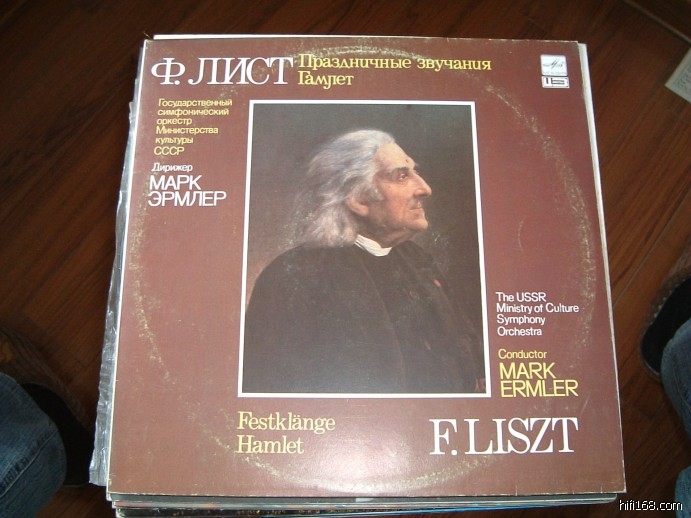 Ф. ЛИСТ
Праздничные звучания
Гамлет
Государственный
симфонический
оркестр
Министерства
культуры
СССР
Дирижер
МАРК
ЭРМЛЕР
The USSR
Ministry of Culture
Symphony
Orchestra
Conductor
MARK
ERMLER
Festklänge
Hamlet
F. LISZT
hifi168.com